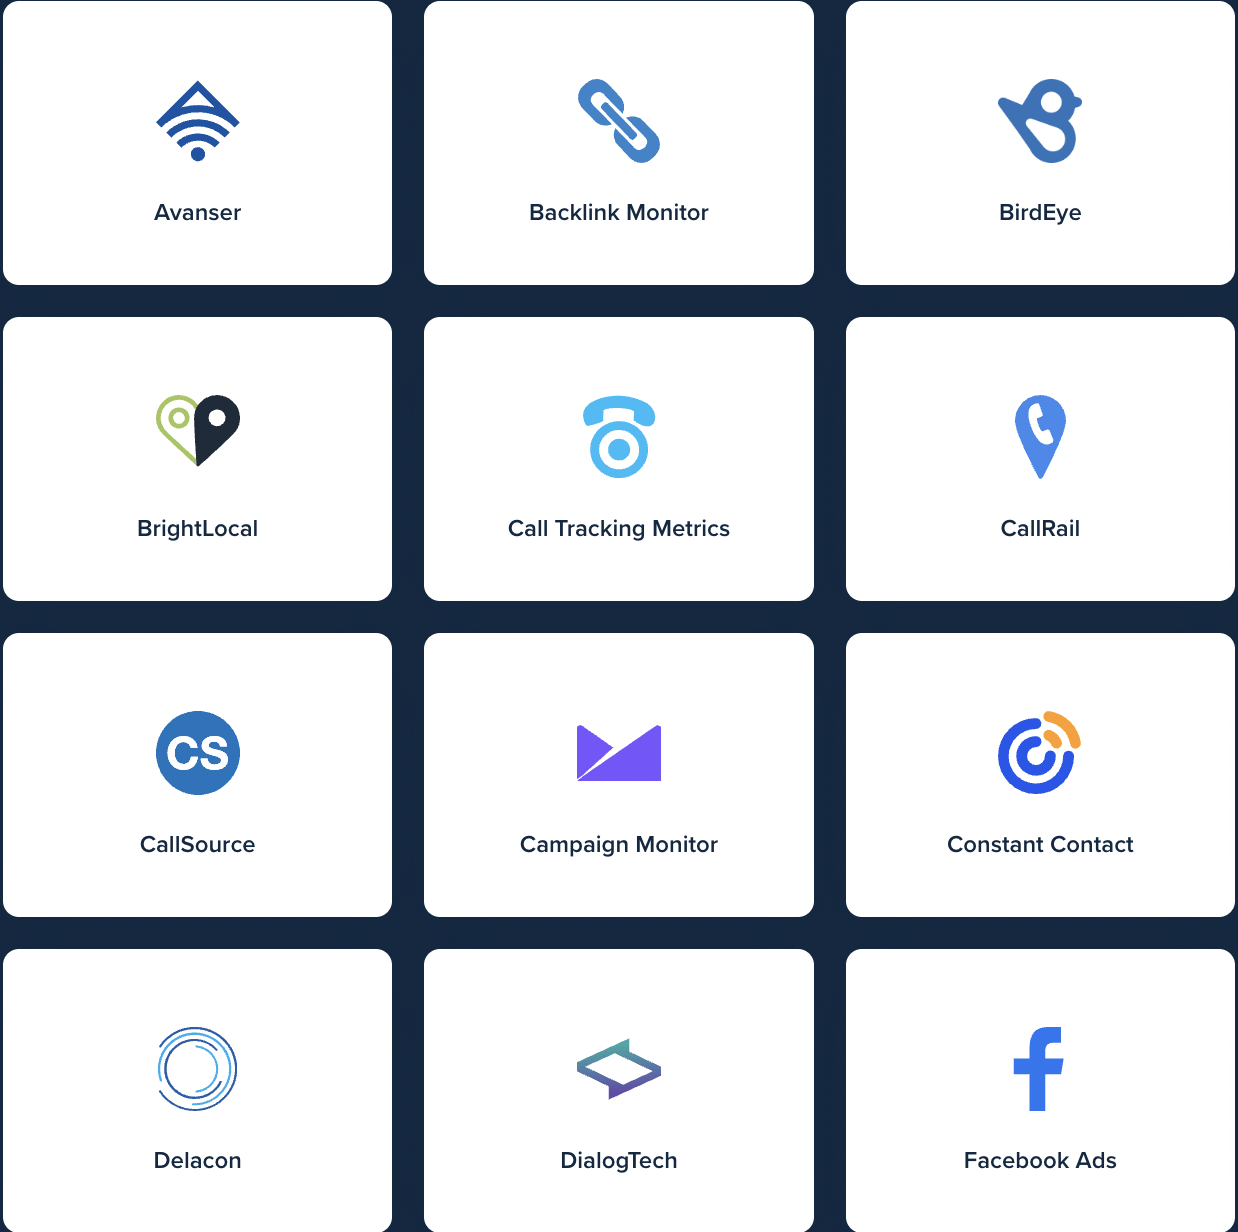 Avanser
Backlink Monitor
BirdEye
BrightLocal
Call Tracking Metrics
CallRail
CS
CallSource
Campaign Monitor
Constant Contact
Delacon
DialogTech
Facebook Ads